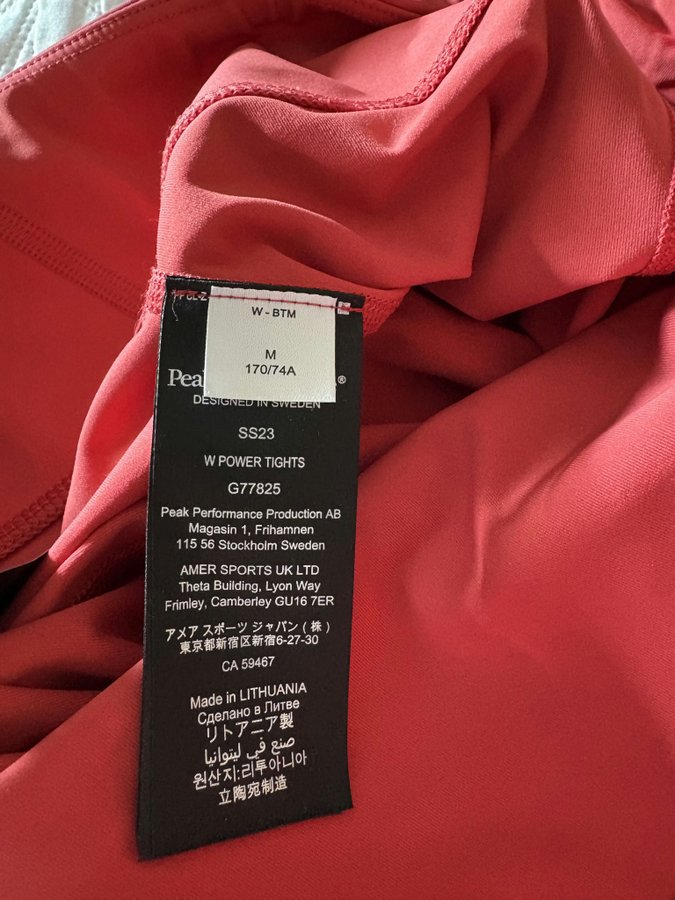 W - BTM
M
170/74A
Pea ®
DESIGNED IN SWEDEN
SS23
W POWER TIGHTS
G77825
Peak Performance Production AB
Magasin 1, Frihamnen
115 56 Stockholm Sweden
AMER SPORTS UK LTD
Theta Building, Lyon Way
Frimley, Camberley GU16 7ER
アメア スポーツ ジャパン (株)
東京都新宿区新宿6-27-30
CA 59467
Made in LITHUANIA
Сделано в Литве
リトアニア製
صنع في ليتوانيا
원산지:리투아니아
立陶宛制造